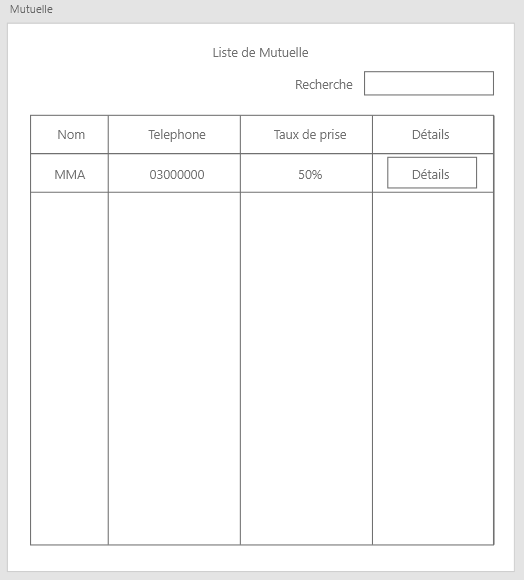 Mutuelle
Liste de Mutuelle
Recherche
Nom Telephone Taux de prise Détails
MMA 03000000 50% Détails